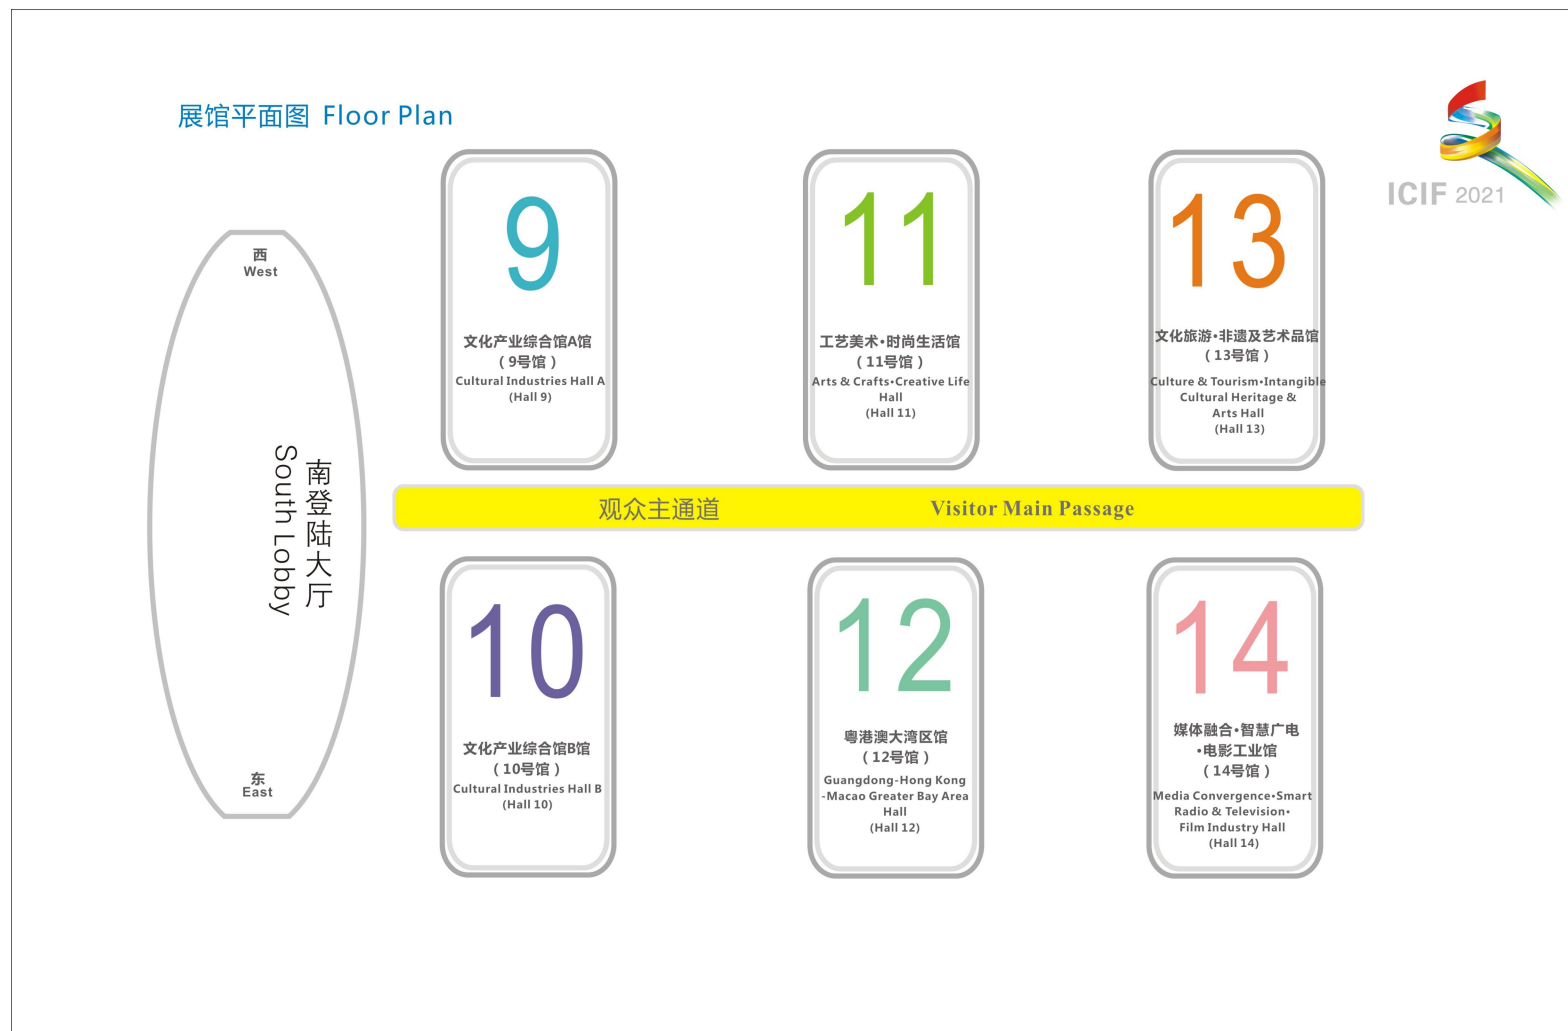 展馆平面图 Floor Plan
ICIF 2021
西
West
南登陆大厅
South Lobby
东
East
9
文化产业综合馆A馆
（9号馆）
Cultural Industries Hall A
(Hall 9)
11
工艺美术•时尚生活馆
（11号馆）
Arts & Crafts•Creative Life
Hall
(Hall 11)
13
文化旅游•非遗及艺术品馆
（13号馆）
Culture & Tourism•Intangible
Cultural Heritage &
Arts Hall
(Hall 13)
观众主通道 Visitor Main Passage
10
文化产业综合馆B馆
（10号馆）
Cultural Industries Hall B
(Hall 10)
12
粤港澳大湾区馆
（12号馆）
Guangdong-Hong Kong
-Macao Greater Bay Area
Hall
(Hall 12)
14
媒体融合•智慧广电
•电影工业馆
（14号馆）
Media Convergence•Smart
Radio & Television•
Film Industry Hall
(Hall 14)